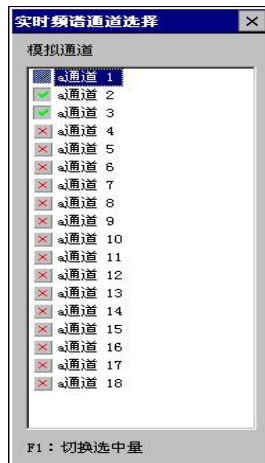 实时频谱通道选择
模拟通道
a通道 1
a通道 2
a通道 3
a通道 4
a通道 5
a通道 6
a通道 7
a通道 8
a通道 9
a通道 10
a通道 11
a通道 12
a通道 13
a通道 14
a通道 15
a通道 16
a通道 17
a通道 18
F1：切换选中量